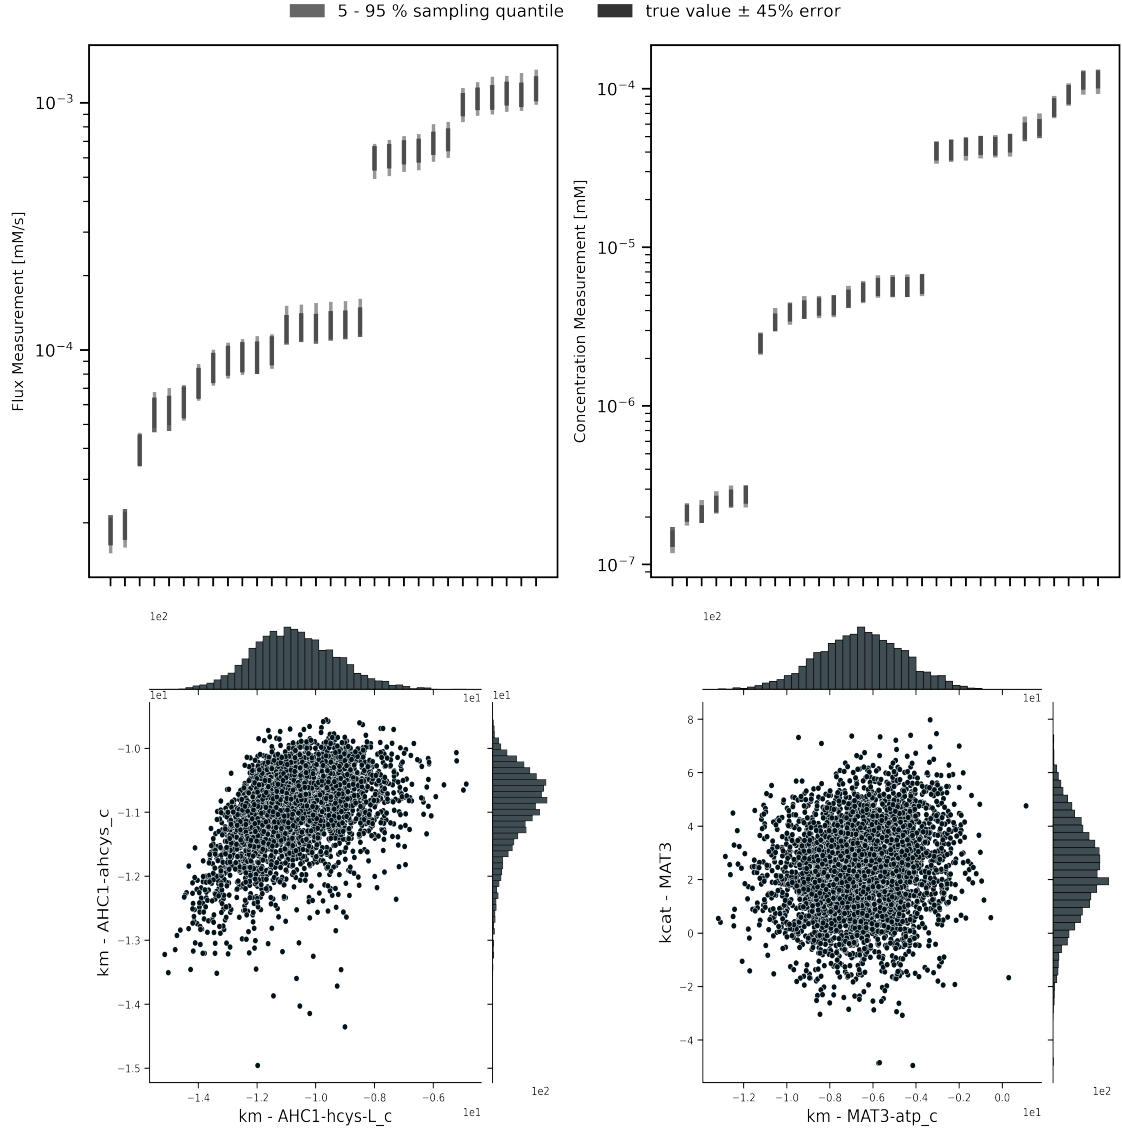 5 - 95 % sampling quantile
true value ± 45% error
Flux Measurement [mM/s]
10⁻³
10⁻⁴
Concentration Measurement [mM]
10⁻⁴
10⁻⁵
10⁻⁶
10⁻⁷
1e2
1e1
1e1
1e1
km - AHC1-ahcys_c
−1.0
−1.1
−1.2
−1.3
−1.4
−1.5
−1.4
−1.2
−1.0
−0.8
−0.6
1e2
1e1
km - AHC1-hcys-L_c
1e2
1e1
kcat - MAT3
8
6
4
2
0
−2
−4
−1.2
−1.0
−0.8
−0.6
−0.4
−0.2
0.0
1e2
1e1
km - MAT3-atp_c